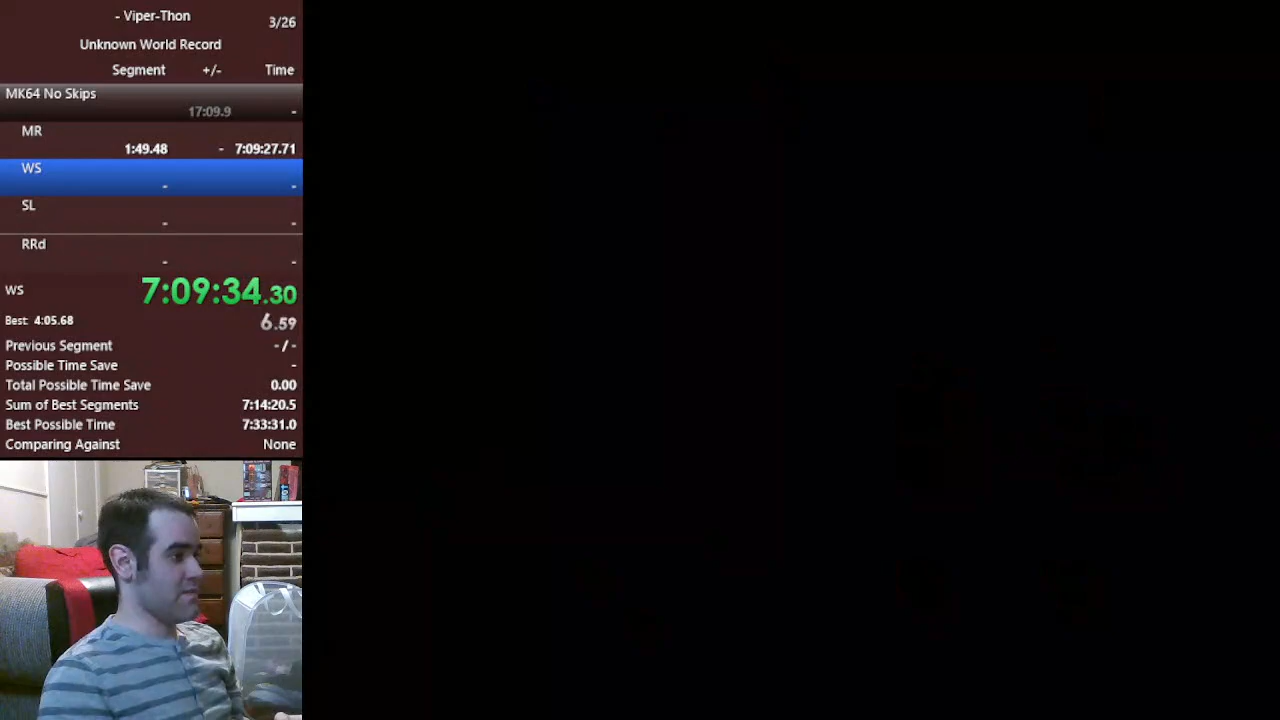 - Viper-Thon
3/26
Unknown World Record
Segment +/- Time
MK64 No Skips
17:09.9 -
MR
1:49.48 - 7:09:27.71
WS
- -
SL
- -
RRd
- -
WS 7:09:34.30
Best: 4:05.68 6.59
Previous Segment - / -
Possible Time Save -
Total Possible Time Save 0.00
Sum of Best Segments 7:14:20.5
Best Possible Time 7:33:31.0
Comparing Against None